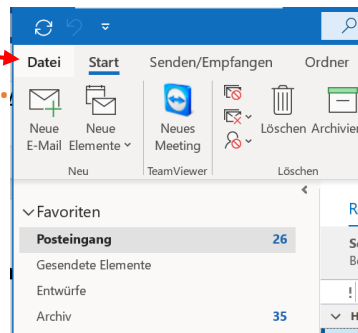 Datei Start Senden/Empfangen Ordner
Neue E-Mail
Neue Elemente
Neues Meeting
Löschen
Neu
TeamViewer
Löschen
Favoriten
Posteingang 26
Gesendete Elemente
Entwürfe
Archiv 35